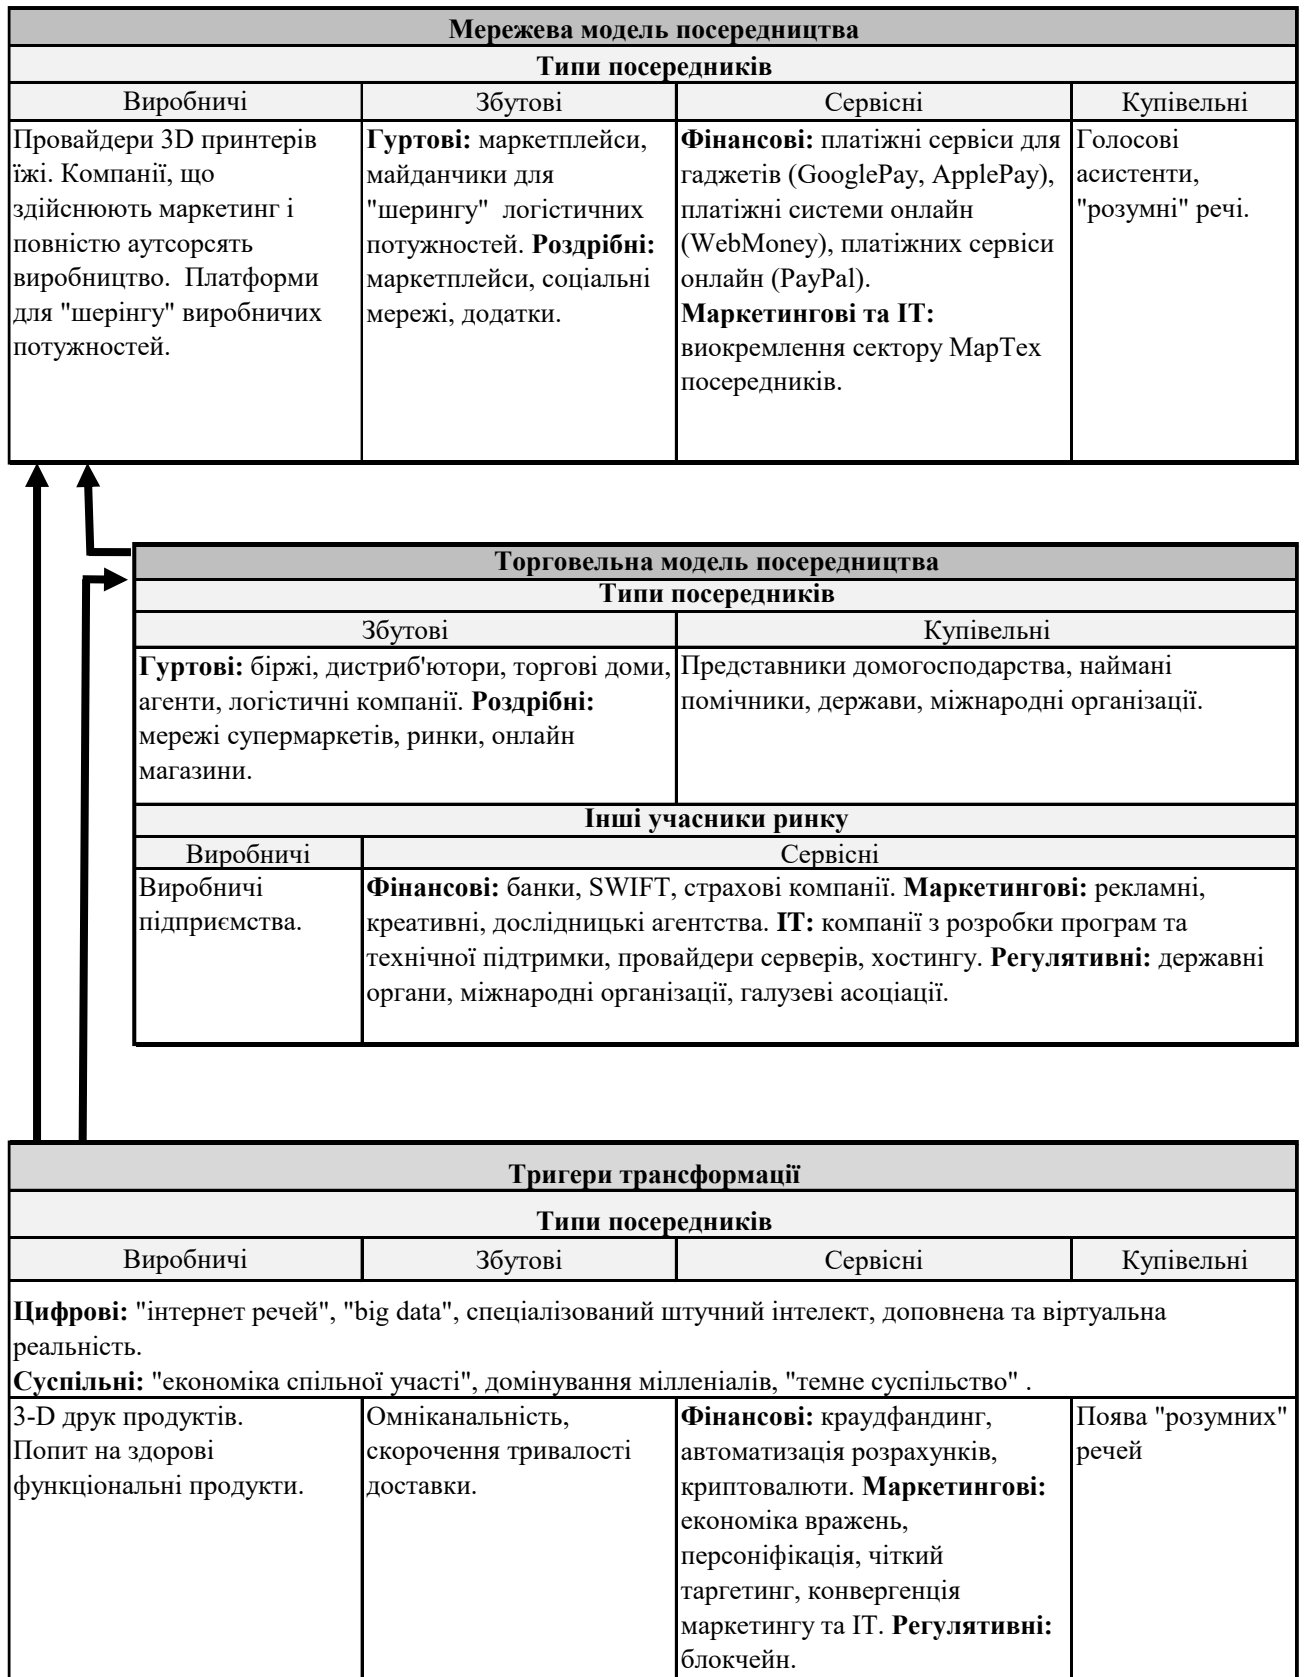 Мережева модель посередництва
Типи посередників
Виробничі
Збутові
Сервісні
Купівельні
Провайдери 3D принтерів
їжі. Компанії, що
здійснюють маркетинг і
повністю аутсорсять
виробництво. Платформи
для "шерінгу" виробничих
потужностей.
Гуртові: маркетплейси,
майданчики для
"шерингу" логістичних
потужностей. Роздрібні:
маркетплейси, соціальні
мережі, додатки.
Фінансові: платіжні сервіси для
гаджетів (GooglePay, ApplePay),
платіжні системи онлайн
(WebMoney), платіжних сервіси
онлайн (PayPal).
Маркетингові та ІТ:
виокремлення сектору МарТех
посередників.
Голосові
асистенти,
"розумні" речі.
Торговельна модель посередництва
Типи посередників
Збутові
Купівельні
Гуртові: біржі, дистриб'ютори, торгові доми,
агенти, логістичні компанії. Роздрібні:
мережі супермаркетів, ринки, онлайн
магазини.
Представники домогосподарства, наймані
помічники, держави, міжнародні організації.
Інші учасники ринку
Виробничі
Сервісні
Виробничі
підприємства.
Фінансові: банки, SWIFT, страхові компанії. Маркетингові: рекламні,
креативні, дослідницькі агентства. ІТ: компанії з розробки програм та
технічної підтримки, провайдери серверів, хостингу. Регулятивні: державні
органи, міжнародні організації, галузеві асоціації.
Тригери трансформації
Типи посередників
Виробничі
Збутові
Сервісні
Купівельні
Цифрові: "інтернет речей", "big data", спеціалізований штучний інтелект, доповнена та віртуальна
реальність.
Суспільні: "економіка спільної участі", домінування мілленіалів, "темне суспільство" .
3-D друк продуктів.
Попит на здорові
функціональні продукти.
Омніканальність,
скорочення тривалості
доставки.
Фінансові: краудфандинг,
автоматизація розрахунків,
криптовалюти. Маркетингові:
економіка вражень,
персоніфікація, чіткий
таргетинг, конвергенція
маркетингу та ІТ. Регулятивні:
блокчейн.
Поява "розумних"
речей